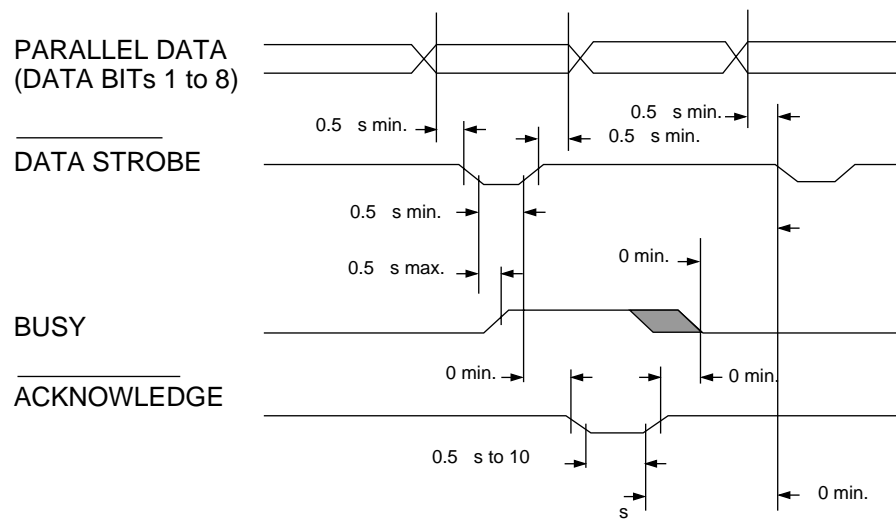 PARALLEL DATA
(DATA BITs 1 to 8)
0.5 s min.
0.5 s min.
0.5 s min.
DATA STROBE
0.5 s min.
0.5 s max.
0 min.
BUSY
0 min.
0 min.
ACKNOWLEDGE
0.5 s to 10
s
0 min.